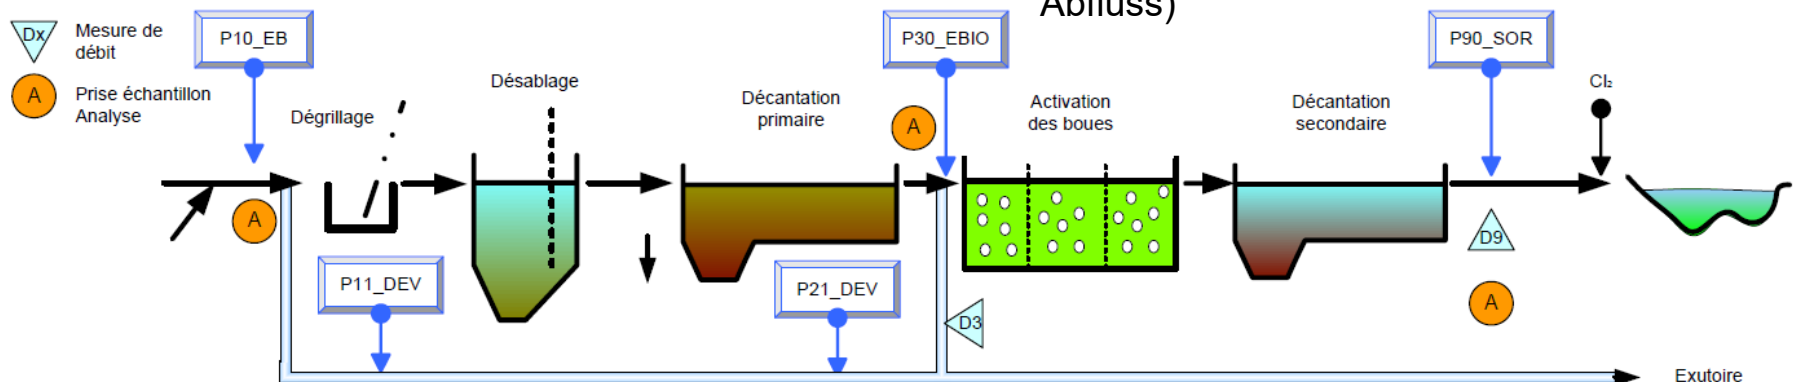 Abfluss)
Dx
Mesure de
débit
A
Prise échantillon
Analyse
P10_EB
P30_EBIO
P90_SOR
Cl₂
Dégrillage
Désablage
Décantation
primaire
A
Activation
des boues
Décantation
secondaire
A
P11_DEV
P21_DEV
D3
D9
A
Exutoire